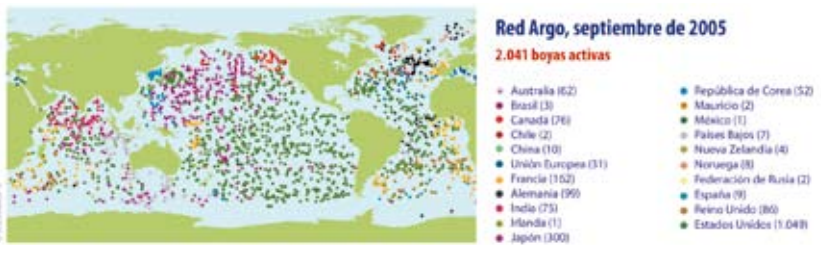 Red Argo, septiembre de 2005
2.041 boyas activas
Australia (62)
Brasil (3)
Canada (76)
Chile (2)
China (10)
Unión Europea (31)
Francia (162)
Alemania (99)
India (75)
Irlanda (1)
Japón (300)
República de Corea (52)
Mauricio (2)
México (1)
Países Bajos (7)
Nueva Zelandia (4)
Noruega (8)
Federación de Rusia (2)
España (9)
Reino Unido (86)
Estados Unidos (1.049)